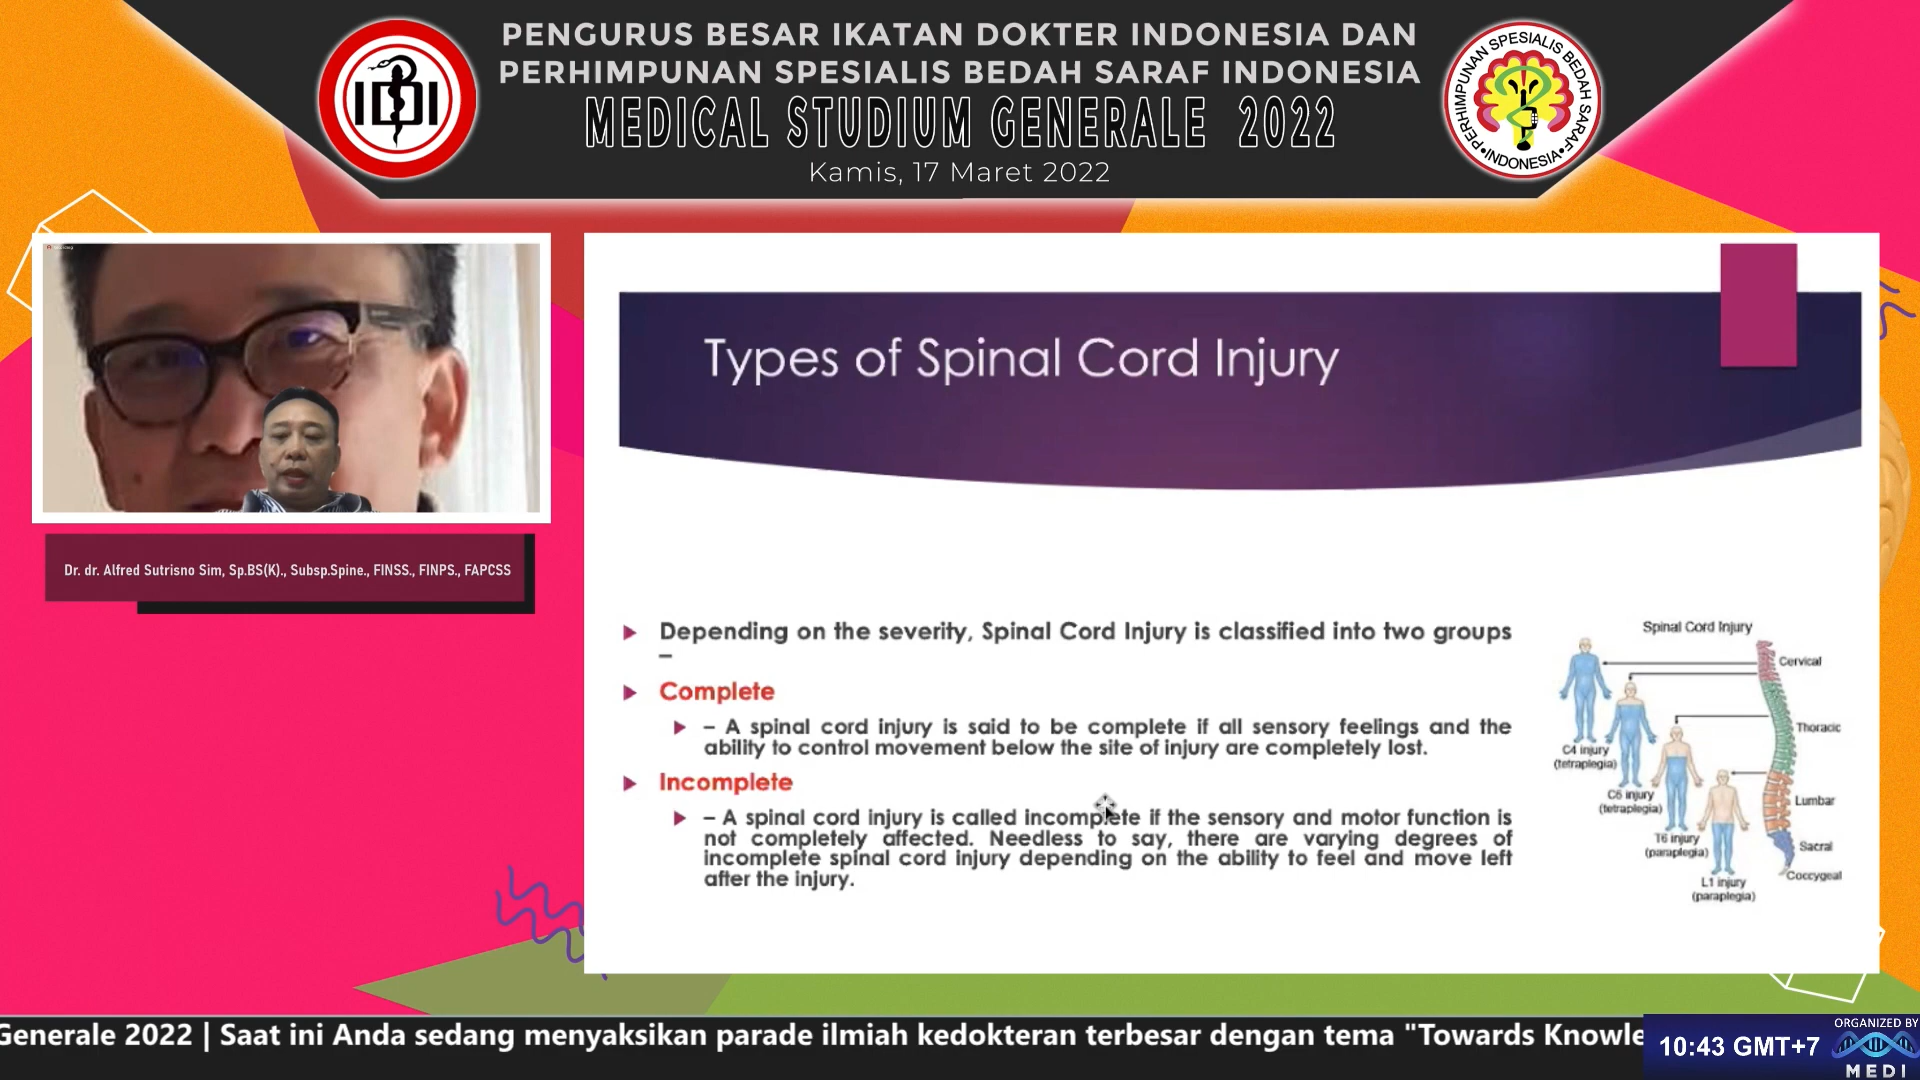 PENGURUS BESAR IKATAN DOKTER INDONESIA DAN
PERHIMPUNAN SPESIALIS BEDAH SARAF INDONESIA
MEDICAL STUDIUM GENERALE 2022
Kamis, 17 Maret 2022
IDI
PERHIMPUNAN SPESIALIS BEDAH SARAF
•INDONESIA•
Dr. dr. Alfred Sutrisno Sim, Sp.BS(K)., Subsp.Spine., FINSS., FINPS., FAPCSS
Types of Spinal Cord Injury
Depending on the severity, Spinal Cord Injury is classified into two groups
–
Complete
– A spinal cord injury is said to be complete if all sensory feelings and the
ability to control movement below the site of injury are completely lost.
Incomplete
– A spinal cord injury is called incomplete if the sensory and motor function is
not completely affected. Needless to say, there are varying degrees of
incomplete spinal cord injury depending on the ability to feel and move left
after the injury.
Spinal Cord Injury
Cervical
Thoracic
Lumbar
Sacral
Coccygeal
C4 injury
(tetraplegia)
C6 injury
(tetraplegia)
T6 injury
(paraplegia)
L1 injury
(paraplegia)
Generale 2022 | Saat ini Anda sedang menyaksikan parade ilmiah kedokteran terbesar dengan tema "Towards Knowle
10:43 GMT+7
ORGANIZED BY
MEDI